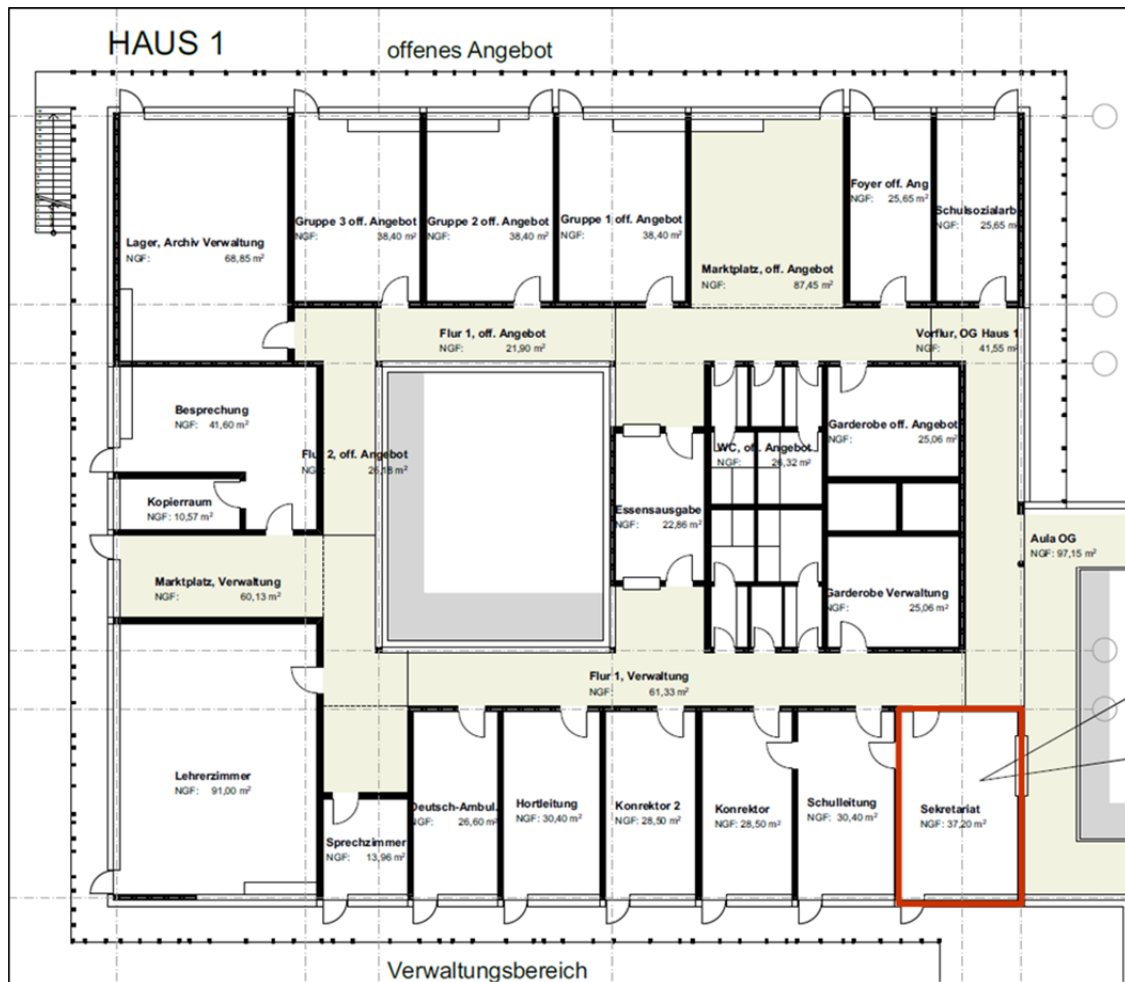 HAUS 1
offenes Angebot
Lager, Archiv Verwaltung
NGF: 68,85 m²
Gruppe 3 off. Angebot
NGF: 38,40 m²
Gruppe 2 off. Angebot
NGF: 38,40 m²
Gruppe 1 off. Angebot
NGF: 38,40 m²
Marktplatz, off. Angebot
NGF: 87,45 m²
Foyer off. Ang
NGF: 25,65 m²
Schulsozialarb
NGF: 25,65 m²
Flur 1, off. Angebot
NGF: 21,90 m²
Vorflur, OG Haus 1
NGF: 41,55 m²
Besprechung
NGF: 41,60 m²
Flur 2, off. Angebot
NGF: 26,18 m²
WC, off. Angebot
NGF: 26,32 m²
Garderobe off. Angebot
NGF: 25,06 m²
Kopierraum
NGF: 10,57 m²
Essensausgabe
NGF: 22,86 m²
Aula OG
NGF: 97,15 m²
Marktplatz, Verwaltung
NGF: 60,13 m²
Garderobe Verwaltung
NGF: 25,06 m²
Flur 1, Verwaltung
NGF: 61,33 m²
Lehrerzimmer
NGF: 91,00 m²
Sprechzimmer
NGF: 13,96 m²
Deutsch-Ambul.
NGF: 26,60 m²
Hortleitung
NGF: 30,40 m²
Konrektor 2
NGF: 28,50 m²
Konrektor
NGF: 28,50 m²
Schulleitung
NGF: 30,40 m²
Sekretariat
NGF: 37,20 m²
Verwaltungsbereich